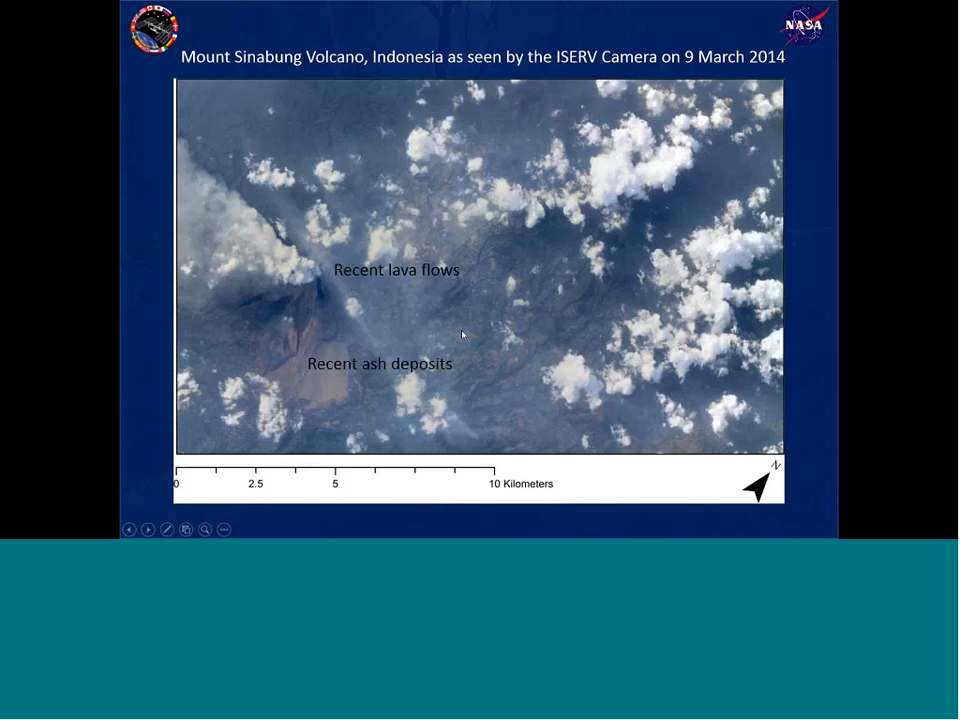 NASA
Mount Sinabung Volcano, Indonesia as seen by the ISERV Camera on 9 March 2014
Recent lava flows
Recent ash deposits
N
0 2.5 5 10 Kilometers